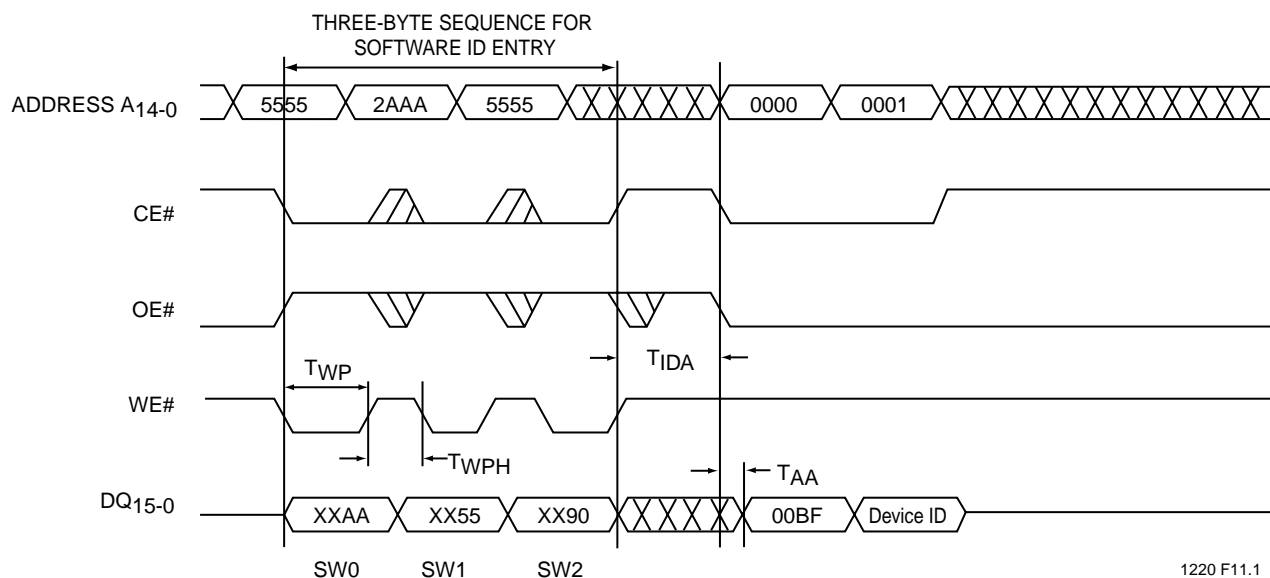 THREE-BYTE SEQUENCE FOR
SOFTWARE ID ENTRY
ADDRESS A14-0
5555
2AAA
5555
0000
0001
CE#
OE#
TIDA
TWP
WE#
TWPH
TAA
DQ15-0
XXAA
XX55
XX90
00BF
Device ID
SW0
SW1
SW2
1220 F11.1